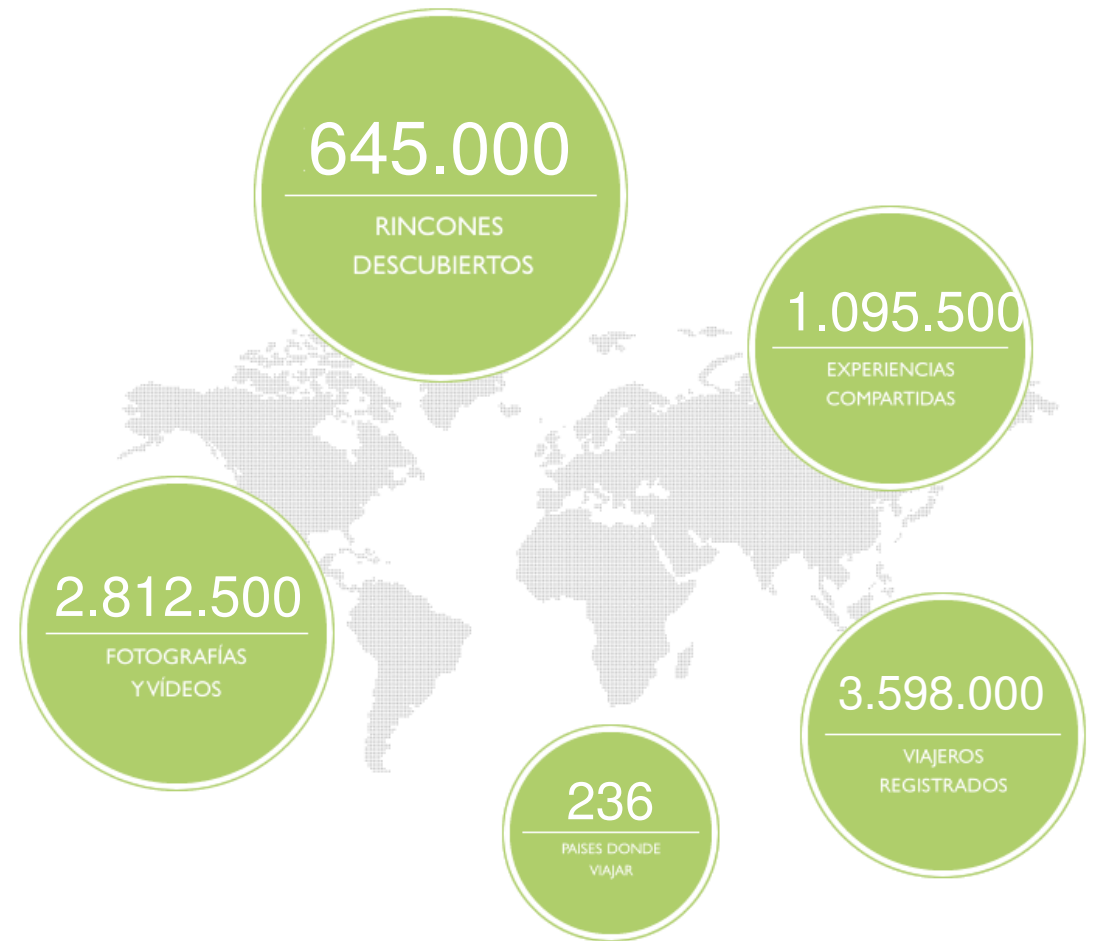 645.000
RINCONES
DESCUBIERTOS
1.095.500
EXPERIENCIAS
COMPARTIDAS
2.812.500
FOTOGRAFÍAS
Y VÍDEOS
3.598.000
VIAJEROS
REGISTRADOS
236
PAISES DONDE
VIAJAR